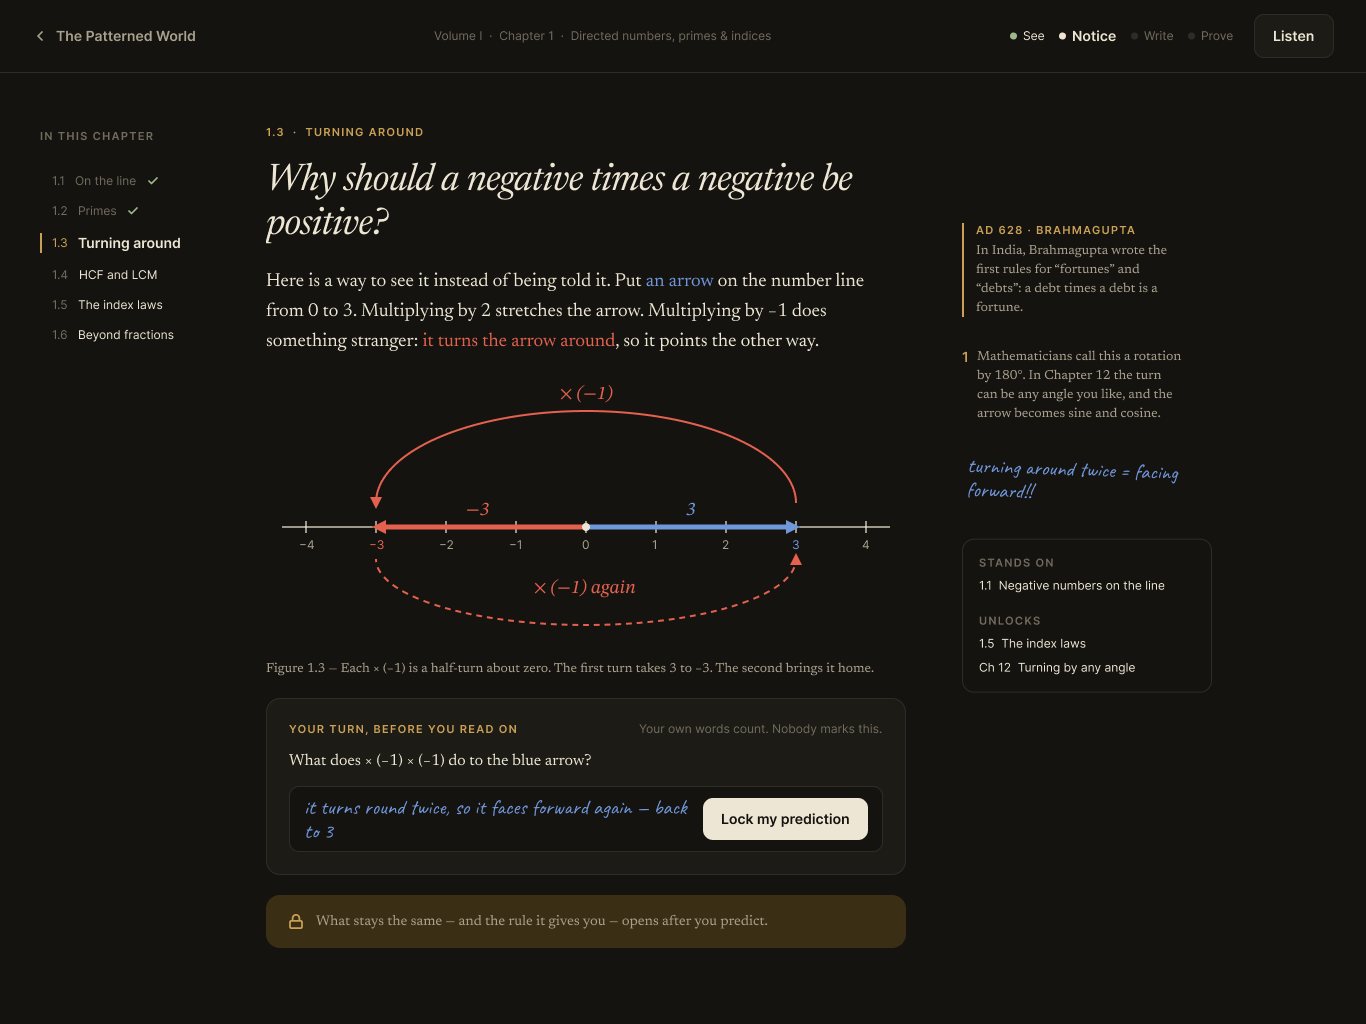 The Patterned World
Volume I · Chapter 1 · Directed numbers, primes & indices
See Notice Write Prove
Listen
IN THIS CHAPTER
1.1 On the line
1.2 Primes
1.3 Turning around
1.4 HCF and LCM
1.5 The index laws
1.6 Beyond fractions
1.3 · TURNING AROUND
Why should a negative times a negative be
positive?
Here is a way to see it instead of being told it. Put an arrow on the number line
from 0 to 3. Multiplying by 2 stretches the arrow. Multiplying by −1 does
something stranger: it turns the arrow around, so it points the other way.
× (−1)
−3 3
−4 −3 −2 −1 0 1 2 3 4
× (−1) again
Figure 1.3 — Each × (−1) is a half-turn about zero. The first turn takes 3 to −3. The second brings it home.
YOUR TURN, BEFORE YOU READ ON
Your own words count. Nobody marks this.
What does × (−1) × (−1) do to the blue arrow?
it turns round twice, so it faces forward again — back
to 3
Lock my prediction
What stays the same — and the rule it gives you — opens after you predict.
AD 628 · BRAHMAGUPTA
In India, Brahmagupta wrote the
first rules for “fortunes” and
“debts”: a debt times a debt is a
fortune.
1 Mathematicians call this a rotation
by 180°. In Chapter 12 the turn
can be any angle you like, and the
arrow becomes sine and cosine.
turning around twice = facing
forward!!
STANDS ON
1.1 Negative numbers on the line
UNLOCKS
1.5 The index laws
Ch 12 Turning by any angle